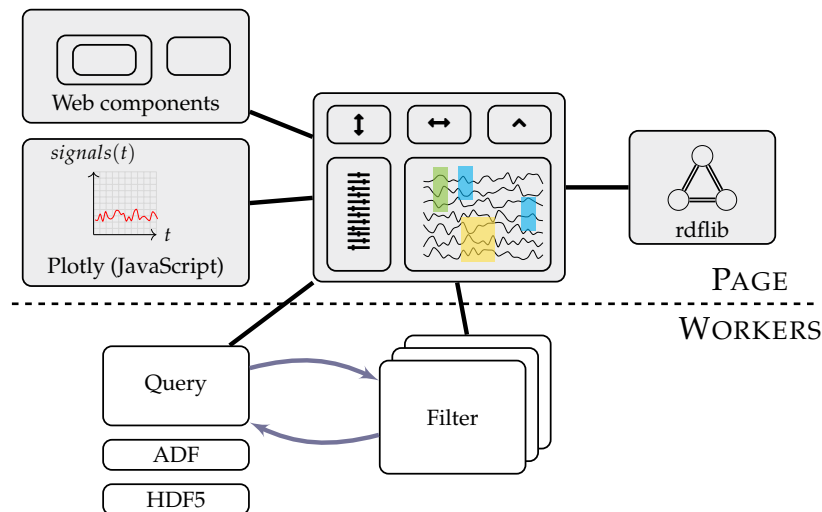 Web components
signals(t)
t
Plotly (JavaScript)
rdflib
PAGE
WORKERS
Query
Filter
ADF
HDF5